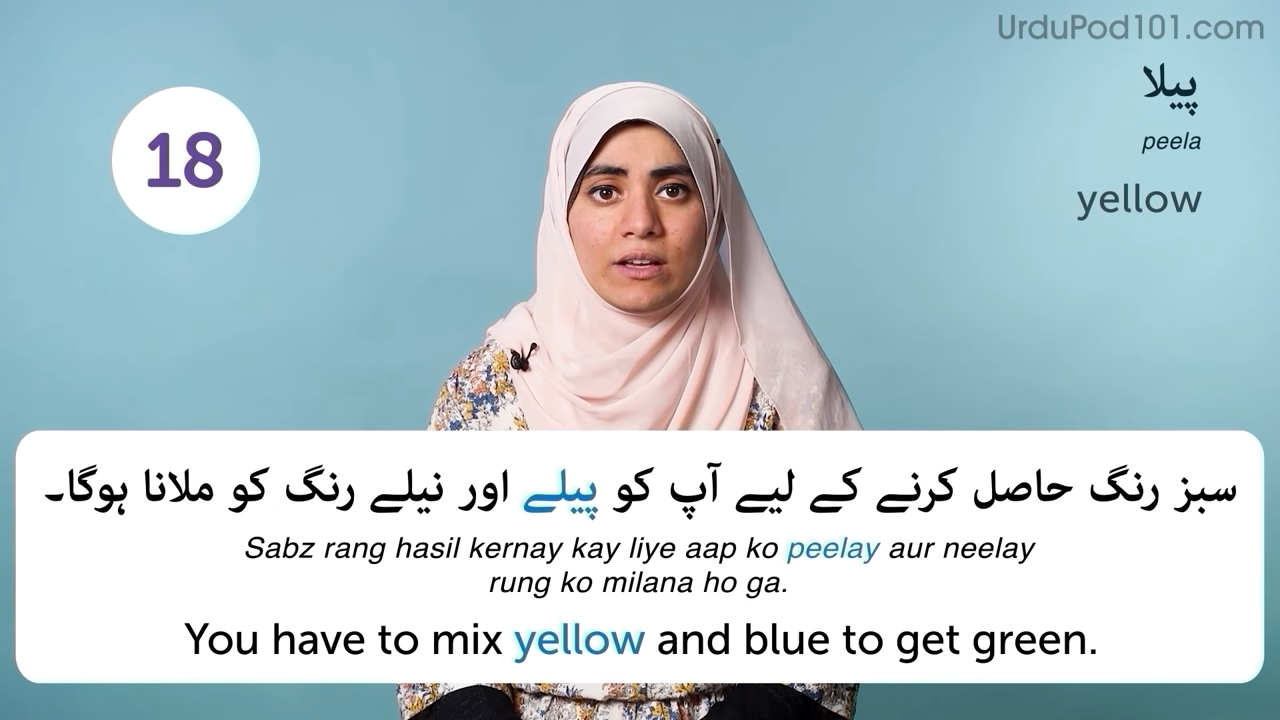 UrduPod101.com
18
پیلا
peela
yellow
سبز رنگ حاصل کرنے کے لیے آپ کو پیلے اور نیلے رنگ کو ملانا ہوگا۔
Sabz rang hasil kernay kay liye aap ko peelay aur neelay
rung ko milana ho ga.
You have to mix yellow and blue to get green.